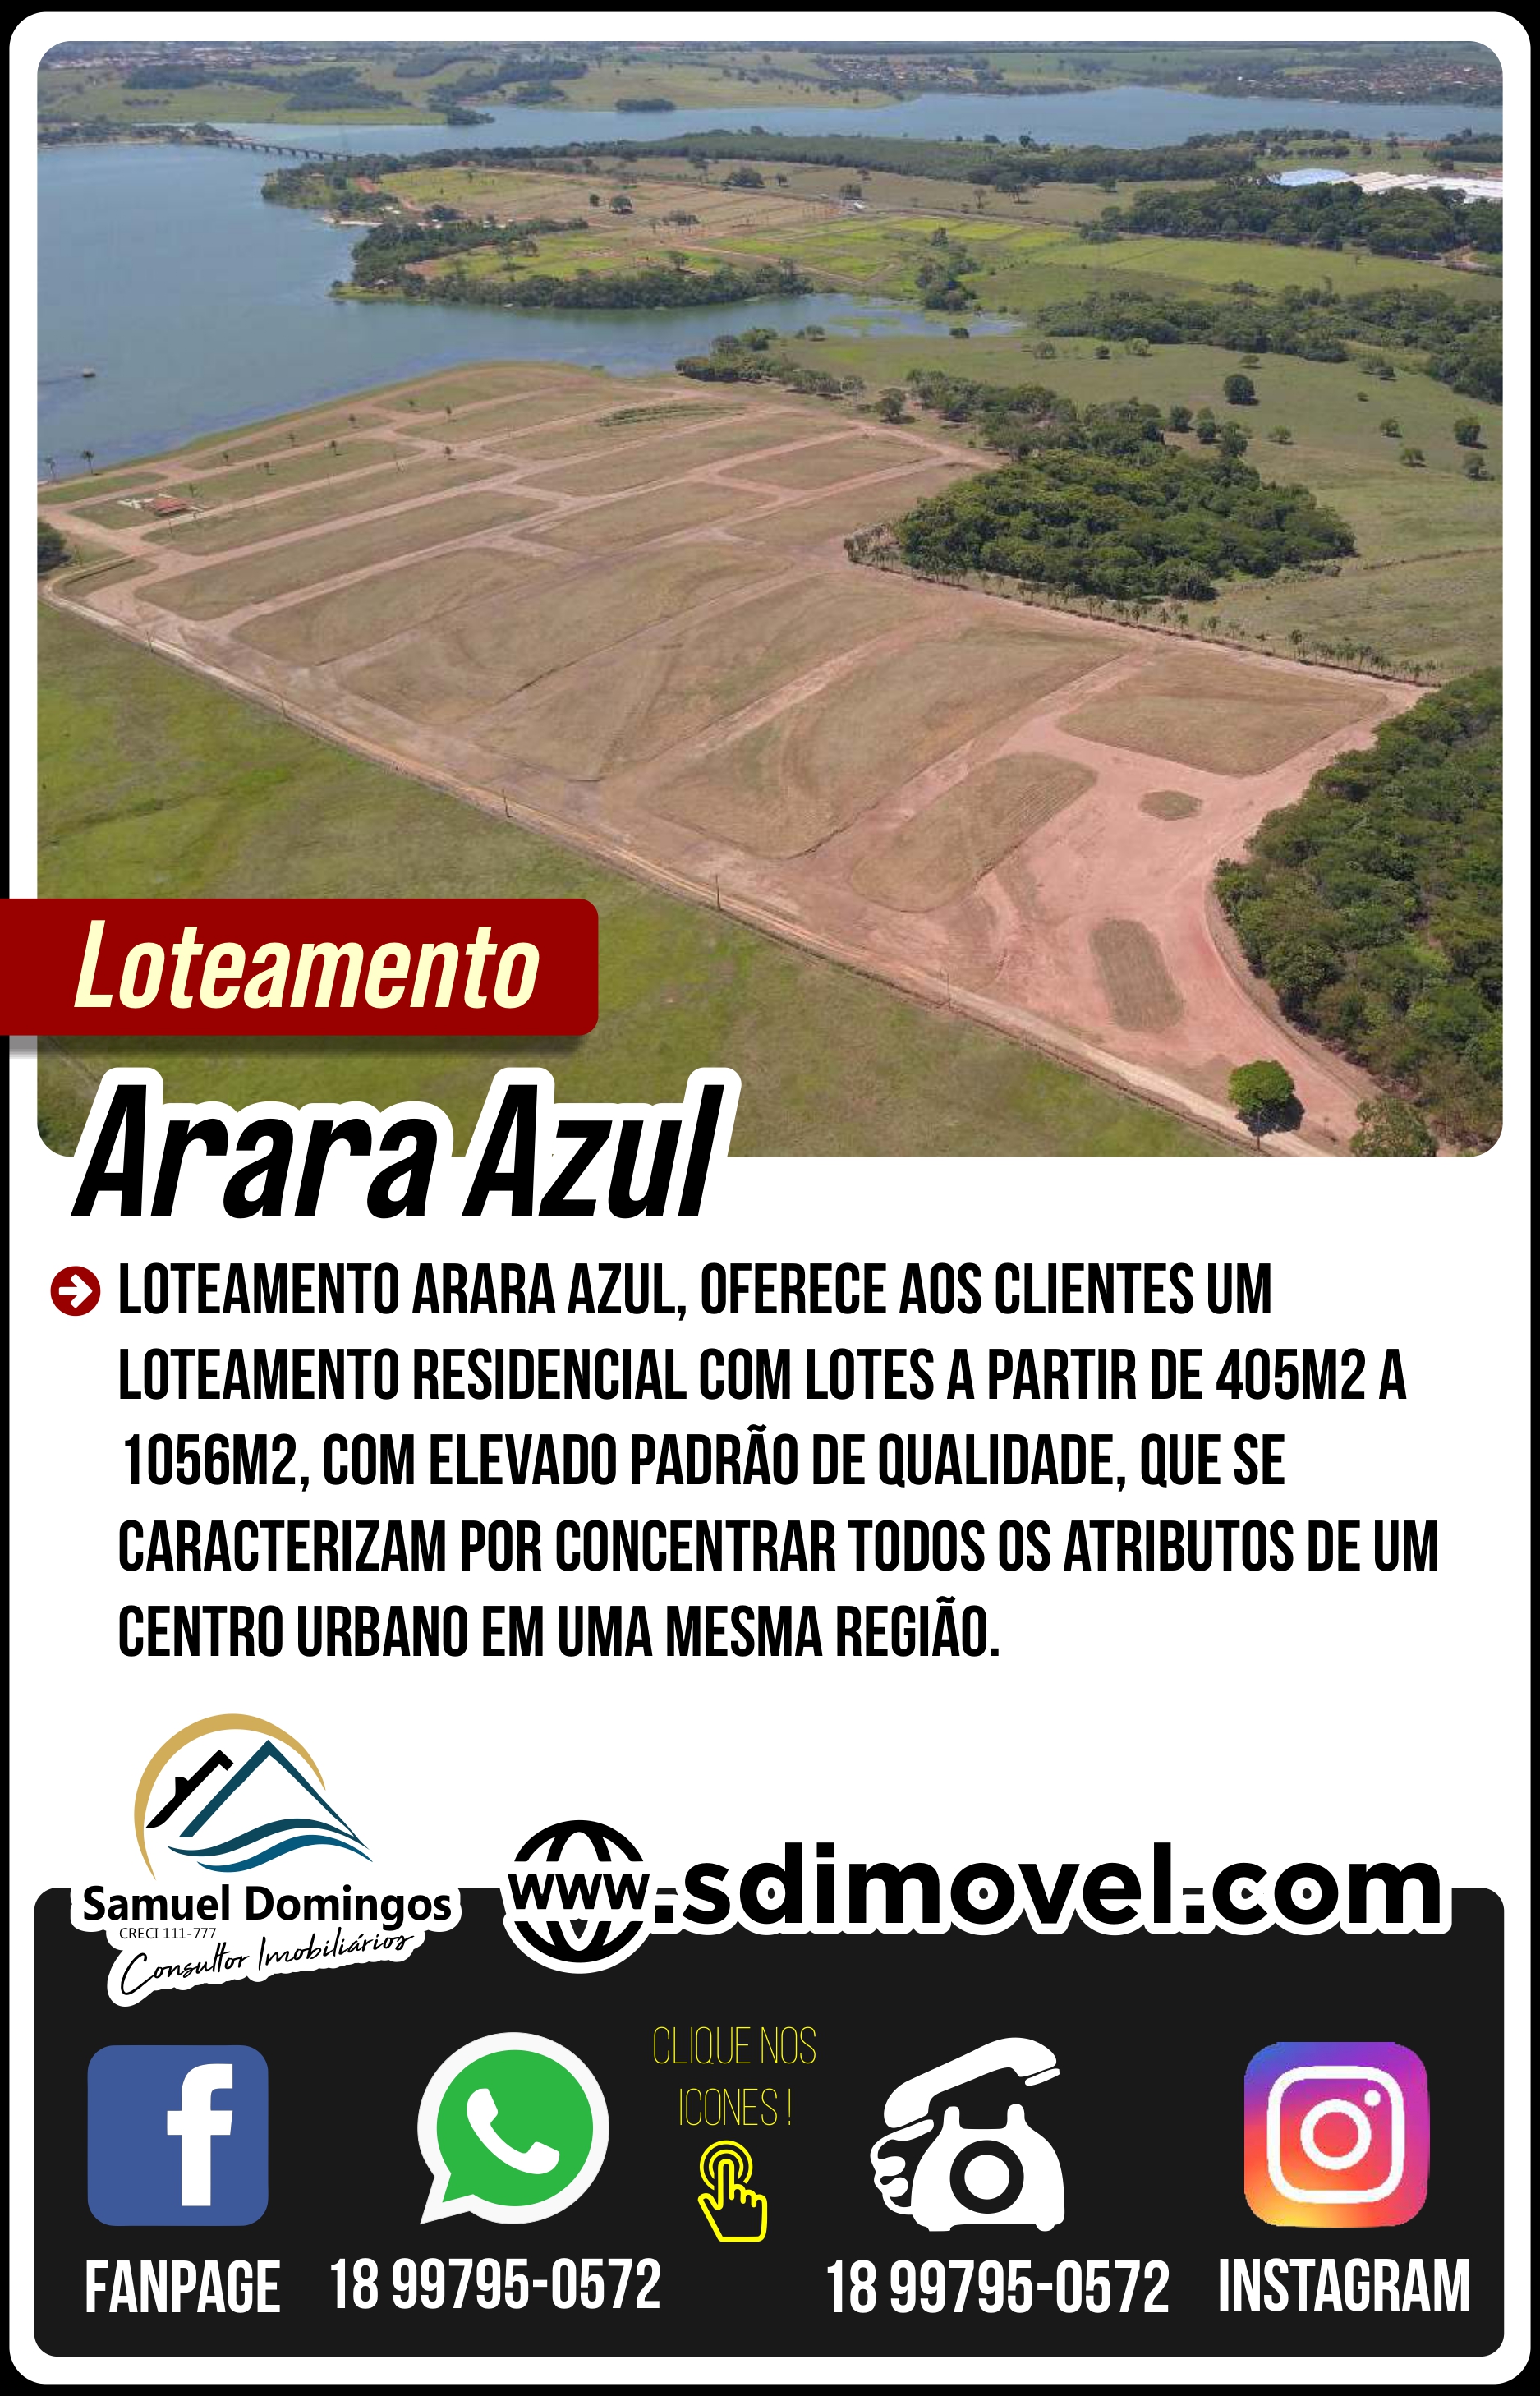 Loteamento
Arara Azul
LOTEAMENTO ARARA AZUL, OFERECE AOS CLIENTES UM
LOTEAMENTO RESIDENCIAL COM LOTES A PARTIR DE 405M2 A
1056M2, COM ELEVADO PADRÃO DE QUALIDADE, QUE SE
CARACTERIZAM POR CONCENTRAR TODOS OS ATRIBUTOS DE UM
CENTRO URBANO EM UMA MESMA REGIÃO.
Samuel Domingos
CRECI 111-777
Consultor Imobiliários
www.sdimovel.com
CLIQUE NOS
ICONES !
FANPAGE
18 99795-0572
18 99795-0572
INSTAGRAM